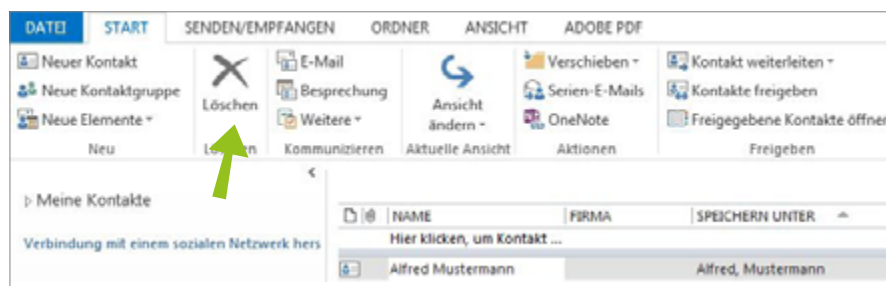 DATEI START SENDEN/EMPFANGEN ORDNER ANSICHT ADOBE PDF
Neuer Kontakt
Neue Kontaktgruppe
Neue Elemente
Neu
Löschen
Löschen
E-Mail
Besprechung
Weitere
Kommunizieren
Ansicht
ändern
Aktuelle Ansicht
Verschieben
Serien-E-Mails
OneNote
Aktionen
Kontakt weiterleiten
Kontakte freigeben
Freigegebene Kontakte öffner
Freigeben
Meine Kontakte
Verbindung mit einem sozialen Netzwerk hers
NAME FIRMA SPEICHERN UNTER
Hier klicken, um Kontakt ...
Alfred Mustermann Alfred, Mustermann